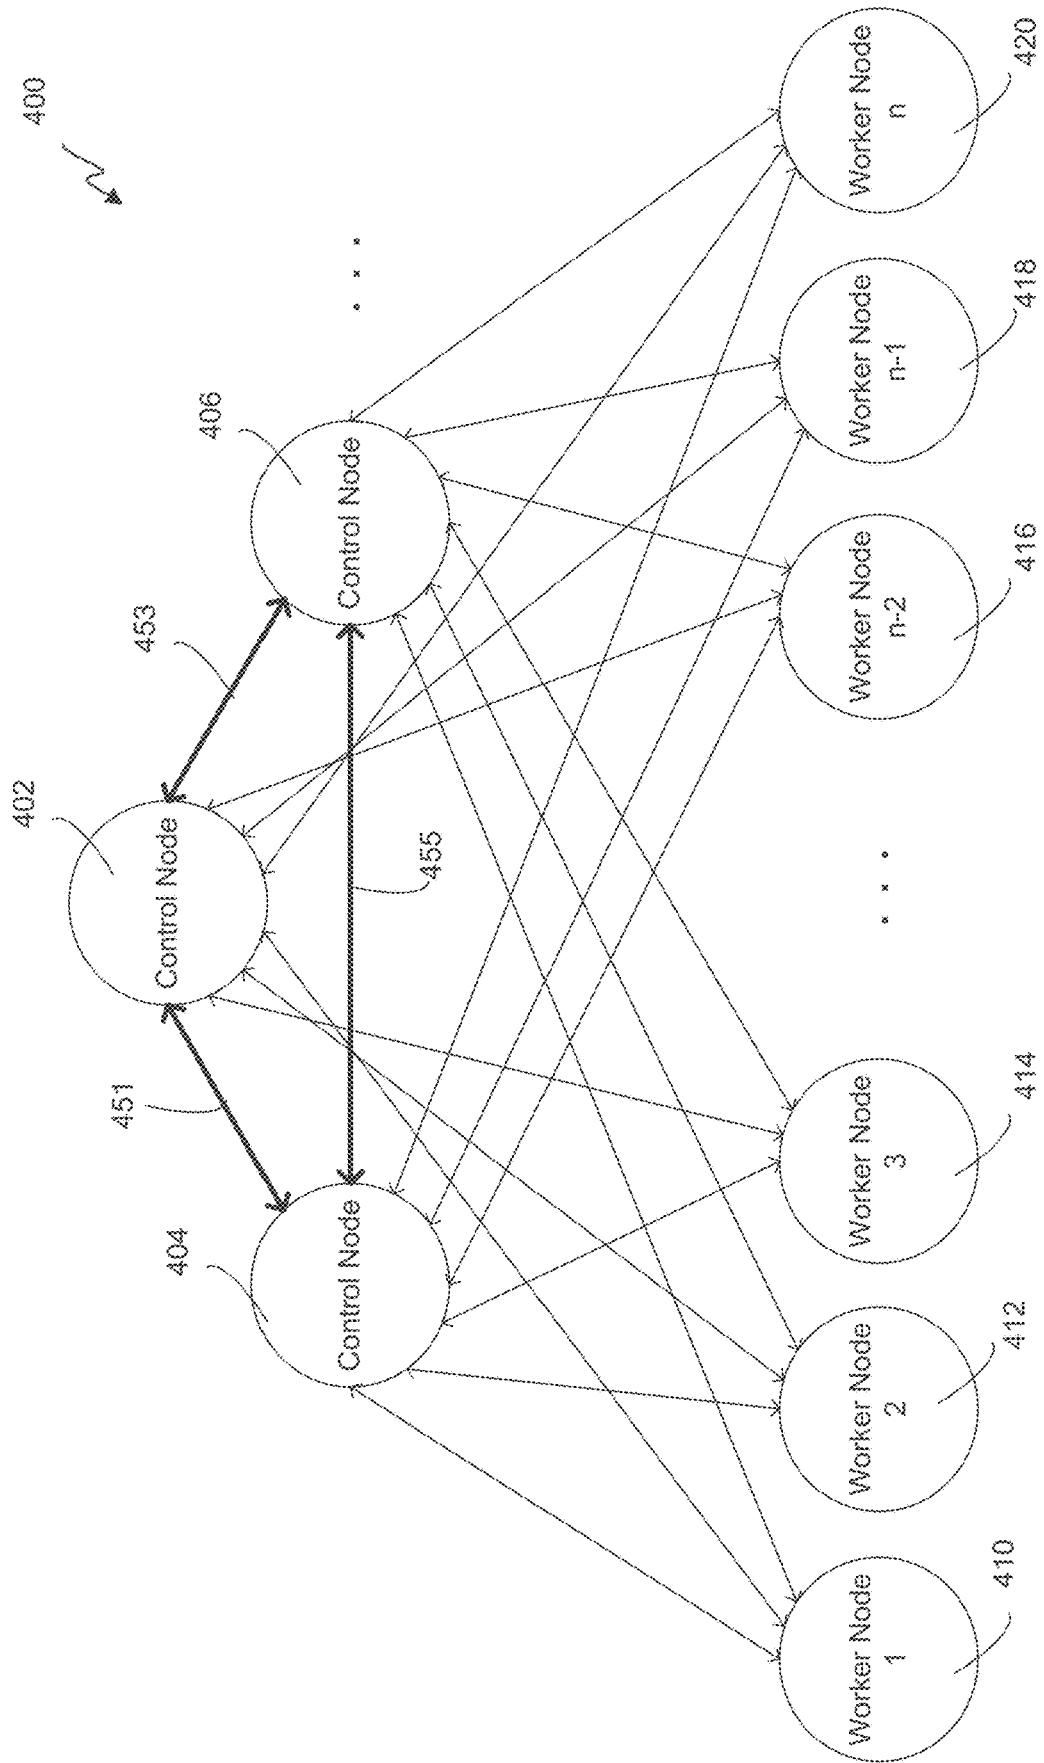 400
402
Control Node
451
453
404
Control Node
455
406
Control Node
. . .
Worker Node
1
410
Worker Node
2
412
Worker Node
3
414
. . .
Worker Node
n-2
416
Worker Node
n-1
418
Worker Node
n
420